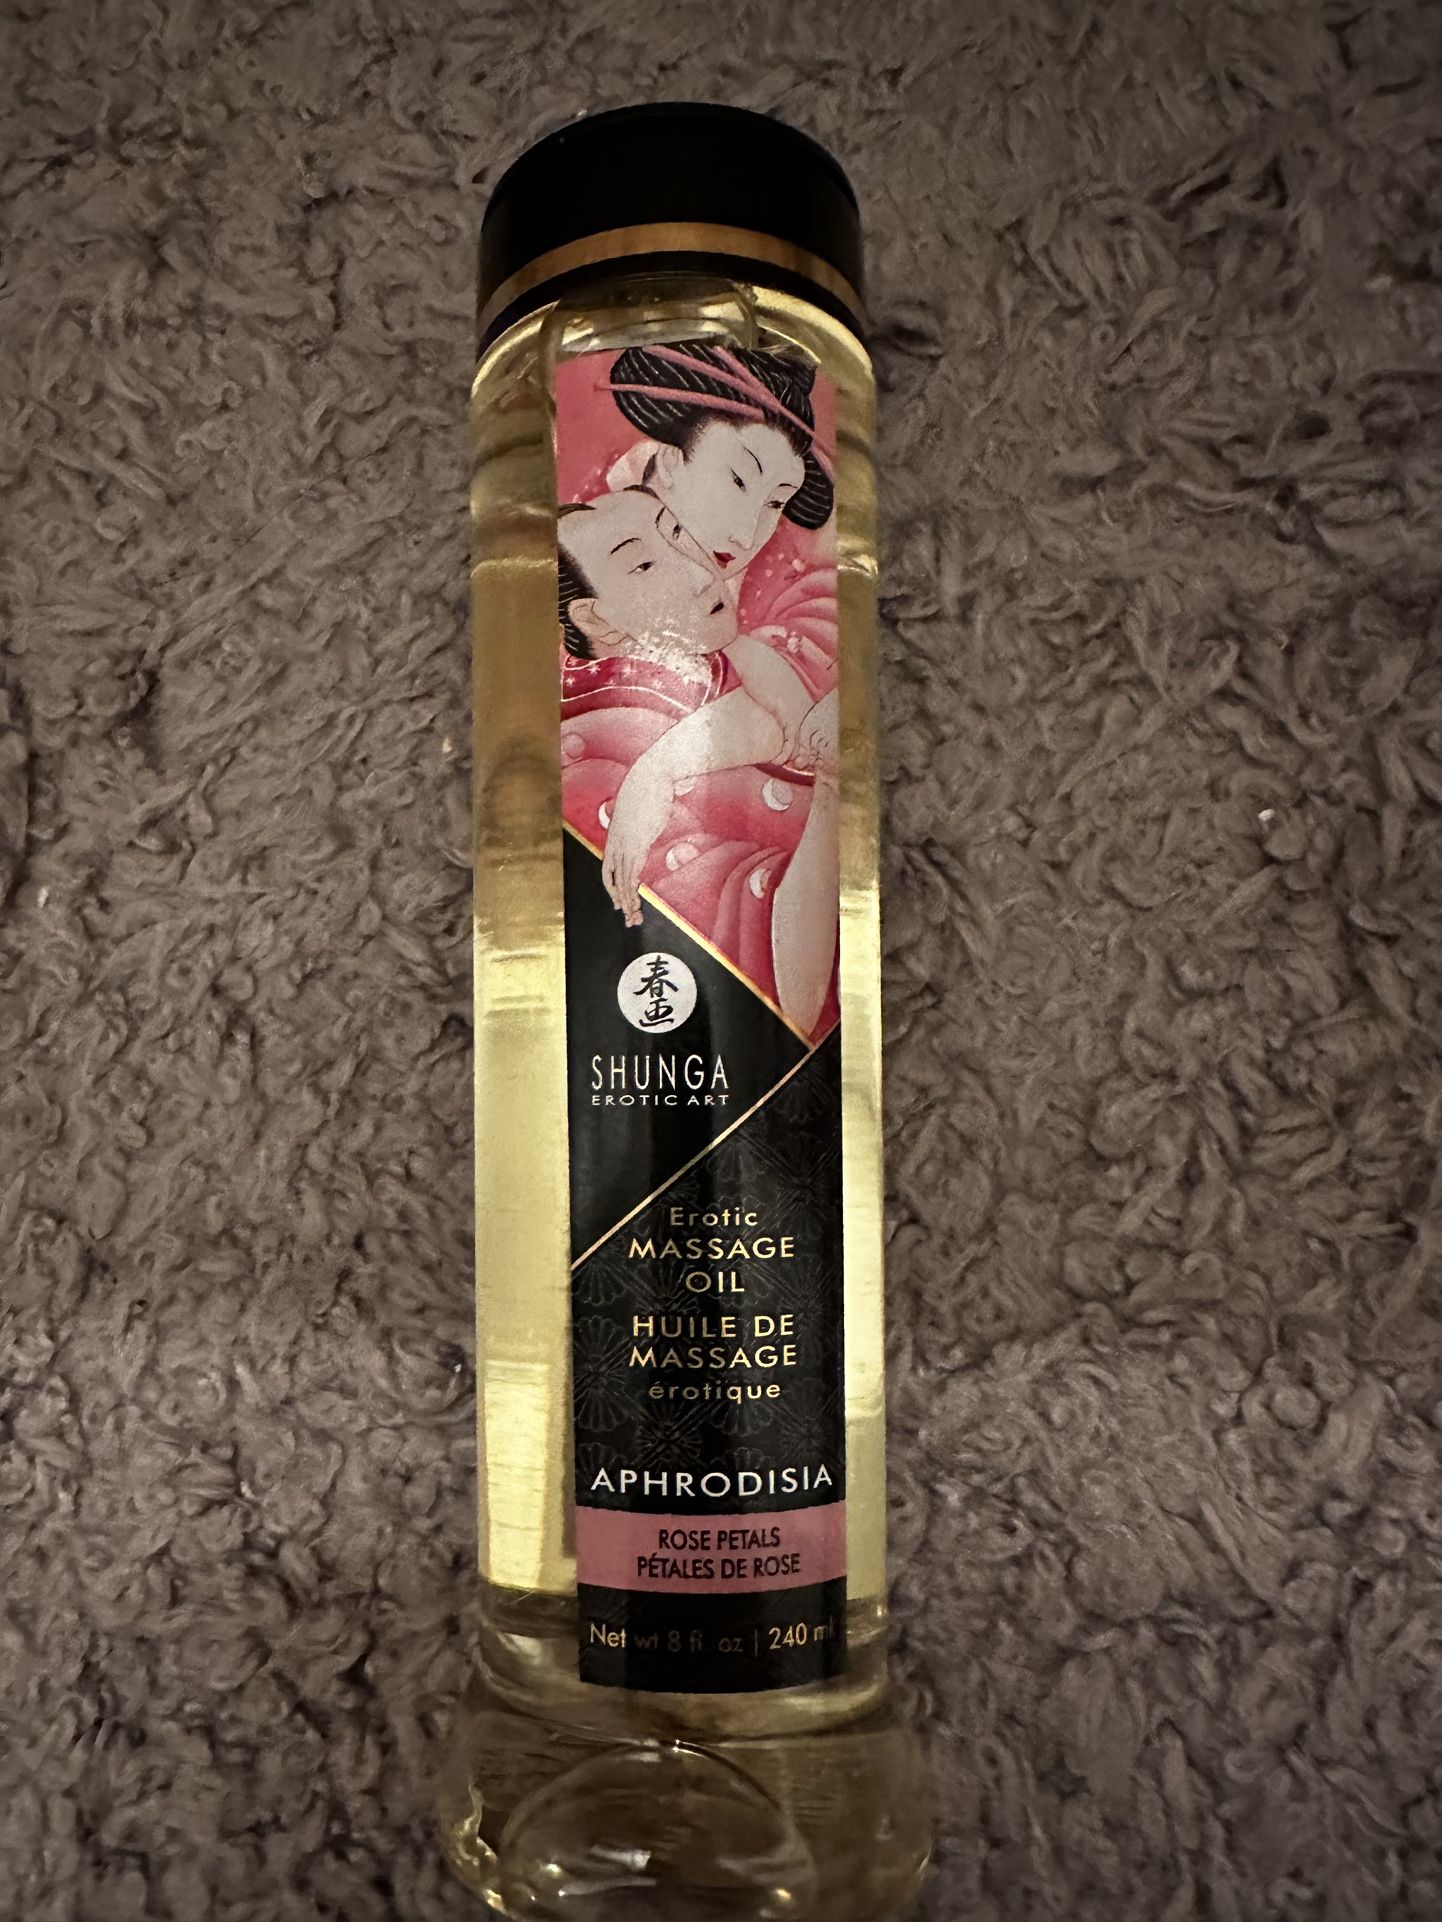 春
画
SHUNGA
EROTIC ART
Erotic
MASSAGE
OIL
HUILE DE
MASSAGE
érotique
APHRODISIA
ROSE PETALS
PÉTALES DE ROSE
Net wt 8 fl oz | 240 ml